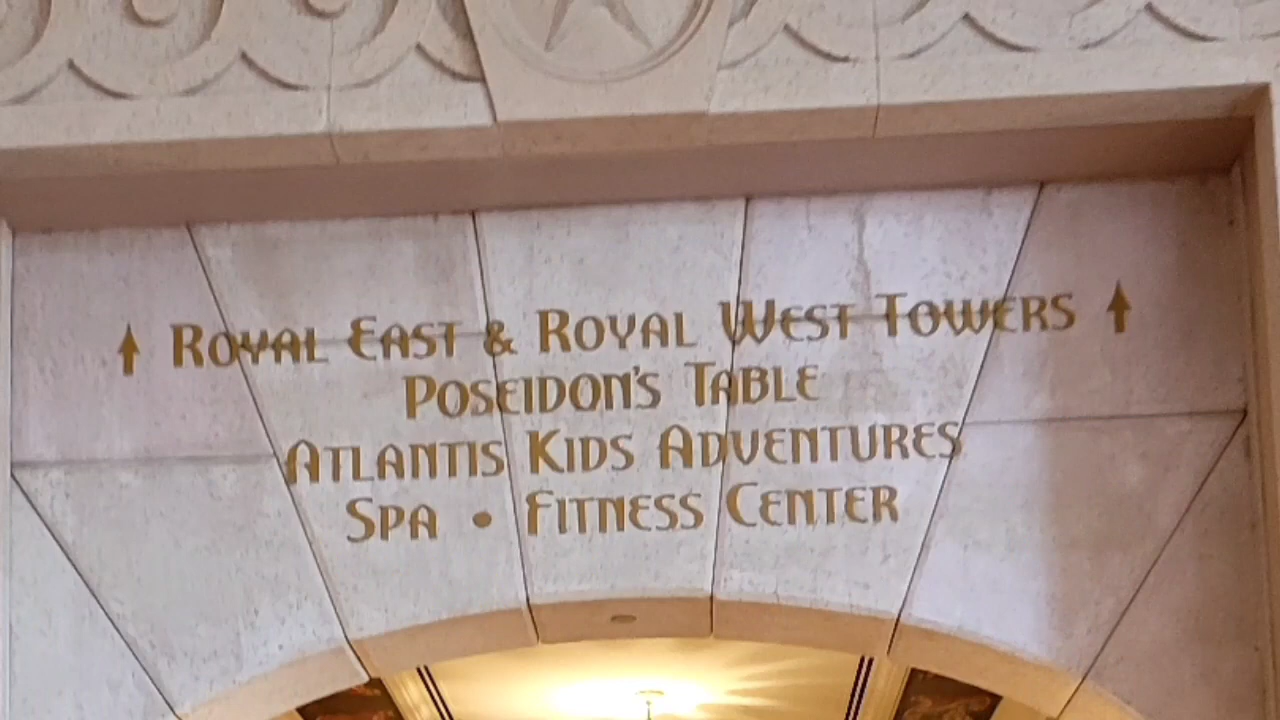 Royal East & Royal West Towers
Poseidon's Table
Atlantis Kids Adventures
Spa • Fitness Center